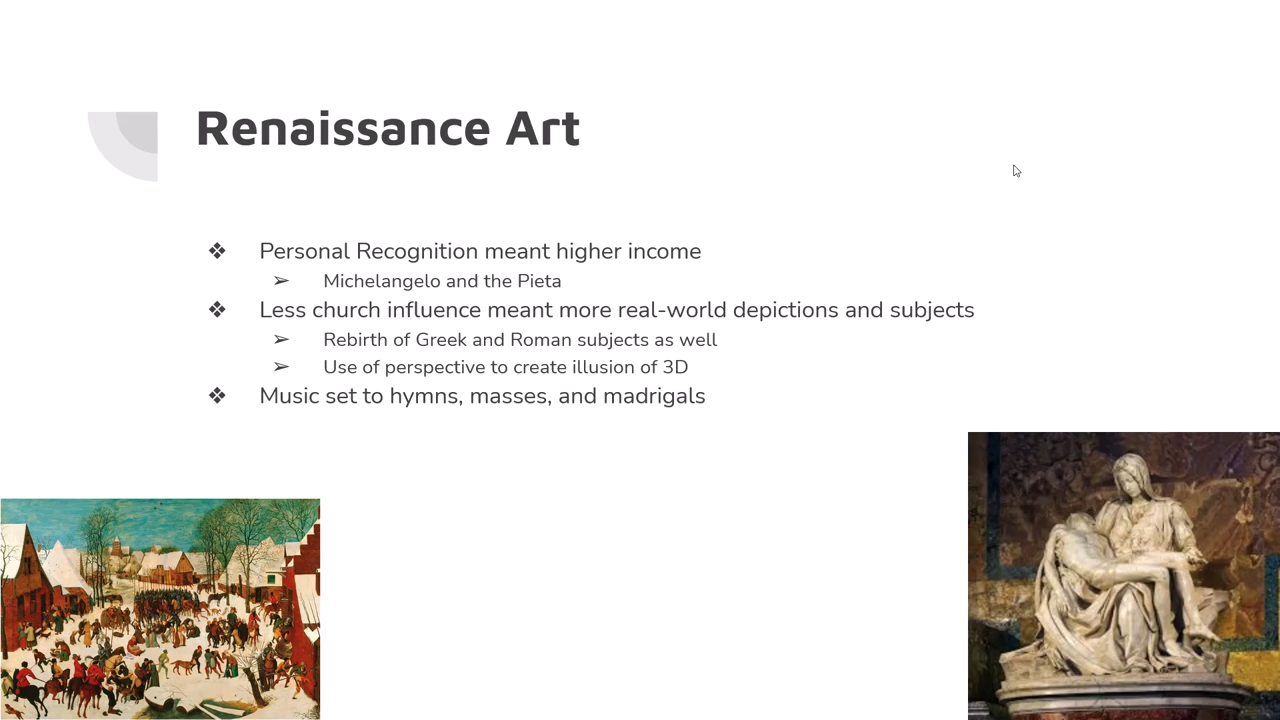 Renaissance Art
❖ Personal Recognition meant higher income
➢ Michelangelo and the Pieta
❖ Less church influence meant more real-world depictions and subjects
➢ Rebirth of Greek and Roman subjects as well
➢ Use of perspective to create illusion of 3D
❖ Music set to hymns, masses, and madrigals